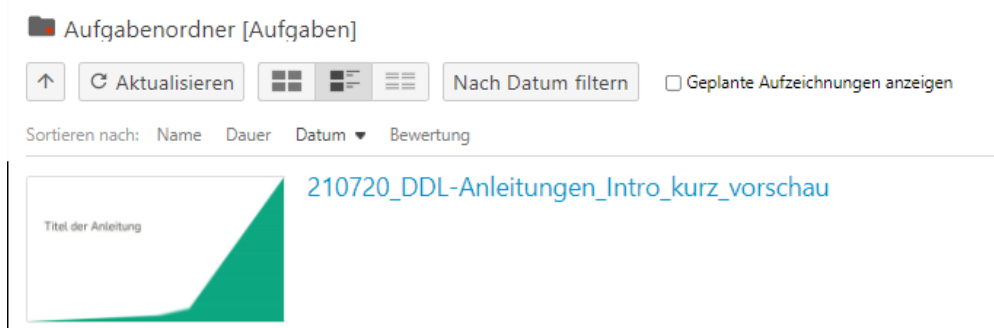 Aufgabenordner [Aufgaben]
Aktualisieren Nach Datum filtern Geplante Aufzeichnungen anzeigen
Sortieren nach: Name Dauer Datum Bewertung
210720_DDL-Anleitungen_Intro_kurz_vorschau
Titel der Anleitung